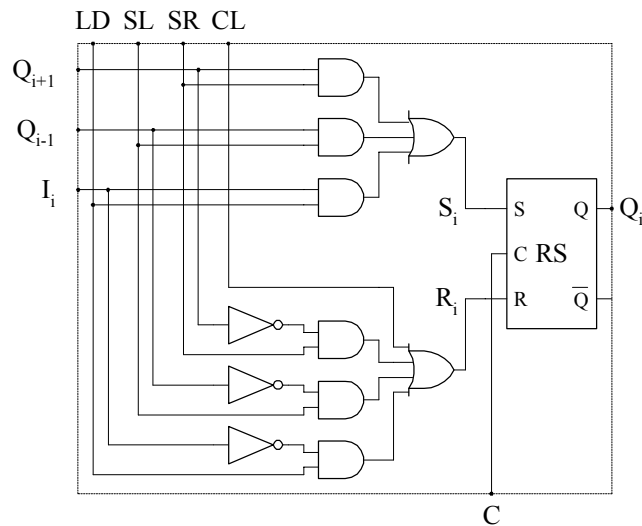 LD SL SR CL
Q_{i+1}
Q_{i-1}
I_i
S_i
S Q
Q_i
C RS
R_i
R Q̅
C